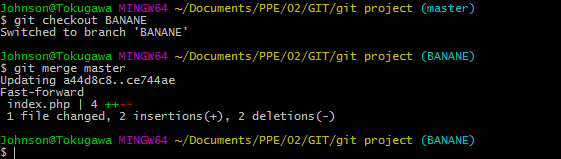 Johnson@Tokugawa MINGW64 ~/Documents/PPE/02/GIT/git project (master)
$ git checkout BANANE
Switched to branch 'BANANE'
Johnson@Tokugawa MINGW64 ~/Documents/PPE/02/GIT/git project (BANANE)
$ git merge master
Updating a44d8c8..ce744ae
Fast-forward
 index.php | 4 ++--
 1 file changed, 2 insertions(+), 2 deletions(-)
Johnson@Tokugawa MINGW64 ~/Documents/PPE/02/GIT/git project (BANANE)
$